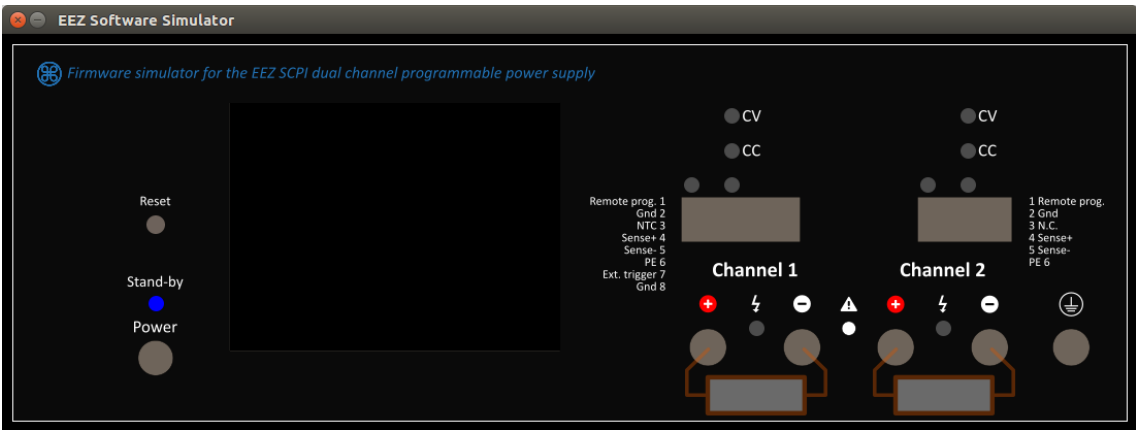 EEZ Software Simulator
Firmware simulator for the EEZ SCPI dual channel programmable power supply
CV
CV
CC
CC
Reset
Stand-by
Power
Remote prog. 1
Gnd 2
NTC 3
Sense+ 4
Sense- 5
PE 6
Ext. trigger 7
Gnd 8
1 Remote prog.
2 Gnd
3 N.C.
4 Sense+
5 Sense-
PE 6
Channel 1
Channel 2